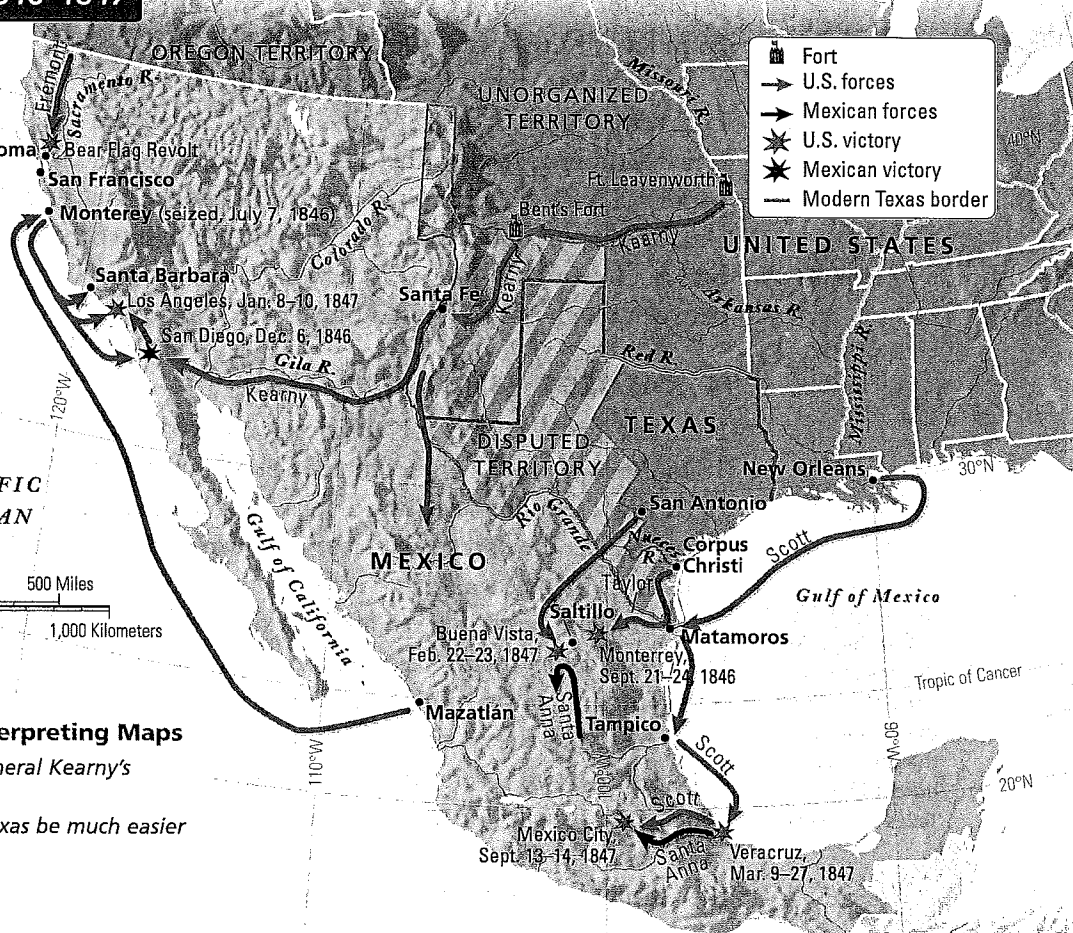 1847
OREGON TERRITORY
Frémont
Sacramento R.
UNORGANIZED
TERRITORY
Missouri R.
Fort
U.S. forces
Mexican forces
U.S. victory
Mexican victory
Modern Texas border
40°N
oma
Bear Flag Revolt
San Francisco
Monterey (seized, July 7, 1846)
Ft. Leavenworth
Bent's Fort
Kearny
UNITED STATES
Colorado R.
Santa Barbara
Los Angeles, Jan. 8–10, 1847
Santa Fe
Kearny
Arkansas R.
San Diego, Dec. 6, 1846
Gila R.
Kearny
Red R.
Mississippi R.
120°W
TEXAS
DISPUTED
TERRITORY
New Orleans
30°N
FIC
AN
San Antonio
Rio Grande
Nueces
R.
Corpus
Christi
Scott
Gulf of California
MEXICO
Taylor
Gulf of Mexico
500 Miles
1,000 Kilometers
Saltillo
Matamoros
Buena Vista,
Feb. 22–23, 1847
Monterrey,
Sept. 21–24, 1846
Tropic of Cancer
Santa
Anna
Mazatlán
Tampico
erpreting Maps
neral Kearny's
xas be much easier
110°W
100°W
90°W
20°N
Scott
Scott
Mexico City,
Sept. 13–14, 1847
Santa
Anna
Veracruz,
Mar. 9–27, 1847